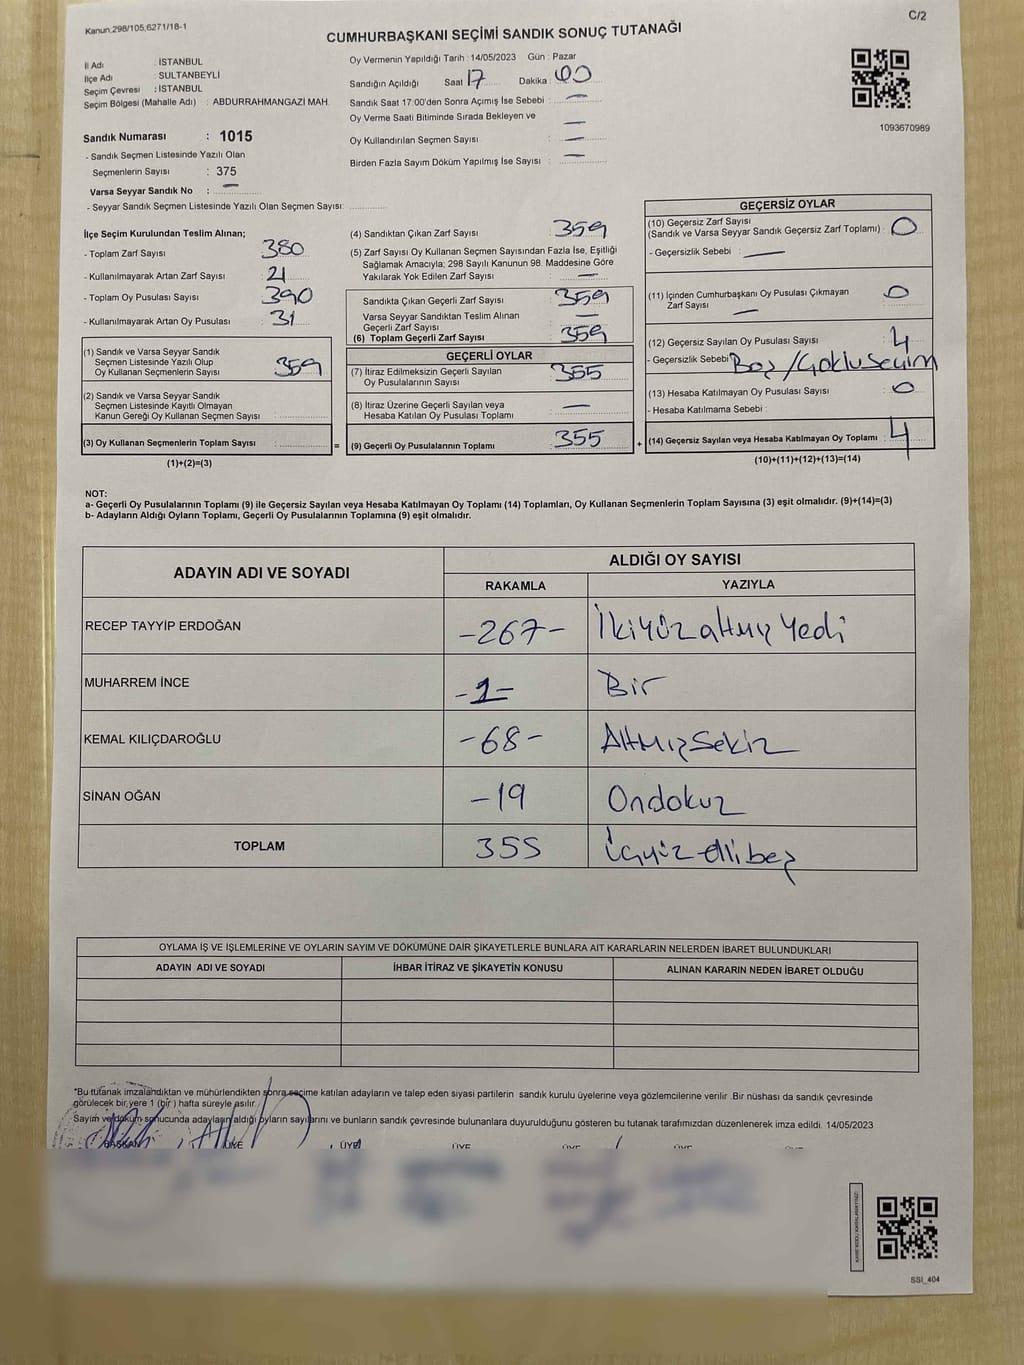 Kanun:298/105,6271/18-1
C/2
CUMHURBAŞKANI SEÇİMİ SANDIK SONUÇ TUTANAĞI
İl Adı : İSTANBUL
İlçe Adı : SULTANBEYLİ
Seçim Çevresi : İSTANBUL
Seçim Bölgesi (Mahalle Adı) : ABDURRAHMANGAZİ MAH.
Sandık Numarası : 1015
- Sandık Seçmen Listesinde Yazılı Olan
Seçmenlerin Sayısı : 375
Varsa Seyyar Sandık No : —
- Seyyar Sandık Seçmen Listesinde Yazılı Olan Seçmen Sayısı:
Oy Vermenin Yapıldığı Tarih : 14/05/2023 Gün : Pazar
Sandığın Açıldığı Saat 17 Dakika : 00
Sandık Saat 17:00'den Sonra Açımış İse Sebebi : —
Oy Verme Saati Bitiminde Sırada Bekleyen ve —
Oy Kullandırılan Seçmen Sayısı : —
Birden Fazla Sayım Döküm Yapılmış İse Sayısı : —
1093670989
İlçe Seçim Kurulundan Teslim Alınan;
- Toplam Zarf Sayısı : 380
- Kullanılmayarak Artan Zarf Sayısı : 21
- Toplam Oy Pusulası Sayısı : 390
- Kullanılmayarak Artan Oy Pusulası : 31
(1) Sandık ve Varsa Seyyar Sandık
Seçmen Listesinde Yazılı Olup
Oy Kullanan Seçmenlerin Sayısı : 359
(2) Sandık ve Varsa Seyyar Sandık
Seçmen Listesinde Kayıtlı Olmayan
Kanun Gereği Oy Kullanan Seçmen Sayısı :
(3) Oy Kullanan Seçmenlerin Toplam Sayısı :
(1)+(2)=(3)
(4) Sandıktan Çıkan Zarf Sayısı : 359
(5) Zarf Sayısı Oy Kullanan Seçmen Sayısından Fazla İse, Eşitliği
Sağlamak Amacıyla; 298 Sayılı Kanunun 98. Maddesine Göre
Yakılarak Yok Edilen Zarf Sayısı : —
Sandıkta Çıkan Geçerli Zarf Sayısı : 359
Varsa Seyyar Sandıktan Teslim Alınan —
Geçerli Zarf Sayısı
(6) Toplam Geçerli Zarf Sayısı : 359
GEÇERLİ OYLAR
(7) İtiraz Edilmeksizin Geçerli Sayılan
Oy Pusulalarının Sayısı : 355
(8) İtiraz Üzerine Geçerli Sayılan veya
Hesaba Katılan Oy Pusulası Toplamı : —
= (9) Geçerli Oy Pusulalarının Toplamı : 355 +
GEÇERSİZ OYLAR
(10) Geçersiz Zarf Sayısı
(Sandık ve Varsa Seyyar Sandık Geçersiz Zarf Toplamı) : 0
- Geçersizlik Sebebi : —
(11) İçinden Cumhurbaşkanı Oy Pusulası Çıkmayan
Zarf Sayısı : — 0
(12) Geçersiz Sayılan Oy Pusulası Sayısı : 4
- Geçersizlik Sebebi : Boş/Çoklu seçim
(13) Hesaba Katılmayan Oy Pusulası Sayısı : 0
- Hesaba Katılmama Sebebi :
(14) Geçersiz Sayılan veya Hesaba Katılmayan Oy Toplamı : 4
(10)+(11)+(12)+(13)=(14)
NOT:
a- Geçerli Oy Pusulalarının Toplamı (9) ile Geçersiz Sayılan veya Hesaba Katılmayan Oy Toplamı (14) Toplamları, Oy Kullanan Seçmenlerin Toplam Sayısına (3) eşit olmalıdır. (9)+(14)=(3)
b- Adayların Aldığı Oyların Toplamı, Geçerli Oy Pusulalarının Toplamına (9) eşit olmalıdır.
ADAYIN ADI VE SOYADI
ALDIĞI OY SAYISI
RAKAMLA YAZIYLA
RECEP TAYYİP ERDOĞAN -267- İkiyüzaltmış Yedi
MUHARREM İNCE -1- Bir
KEMAL KILIÇDAROĞLU -68- Altmışsekiz
SİNAN OĞAN -19 Ondokuz
TOPLAM 355 üçyüz ellibeş
OYLAMA İŞ VE İŞLEMLERİNE VE OYLARIN SAYIM VE DÖKÜMÜNE DAİR ŞİKAYETLERLE BUNLARA AİT KARARLARIN NELERDEN İBARET BULUNDUKLARI
ADAYIN ADI VE SOYADI İHBAR İTİRAZ VE ŞİKAYETİN KONUSU ALINAN KARARIN NEDEN İBARET OLDUĞU
*Bu tutanak imzalandıktan ve mühürlendikten sonra seçime katılan adayların ve talep eden siyasi partilerin sandık kurulu üyelerine veya gözlemcilerine verilir .Bir nüshası da sandık çevresinde
görülecek bir yere 1 (bir ) hafta süreyle asılır.
Sayım ve döküm sonucunda adayların aldığı oyların sayılarını ve bunların sandık çevresinde bulunanlara duyurulduğunu gösteren bu tutanak tarafımızdan düzenlenerek imza edildi. 14/05/2023
BAŞKAN ÜYE ÜYE ÜYE ÜYE ÜYE ÜYE
SSI_404